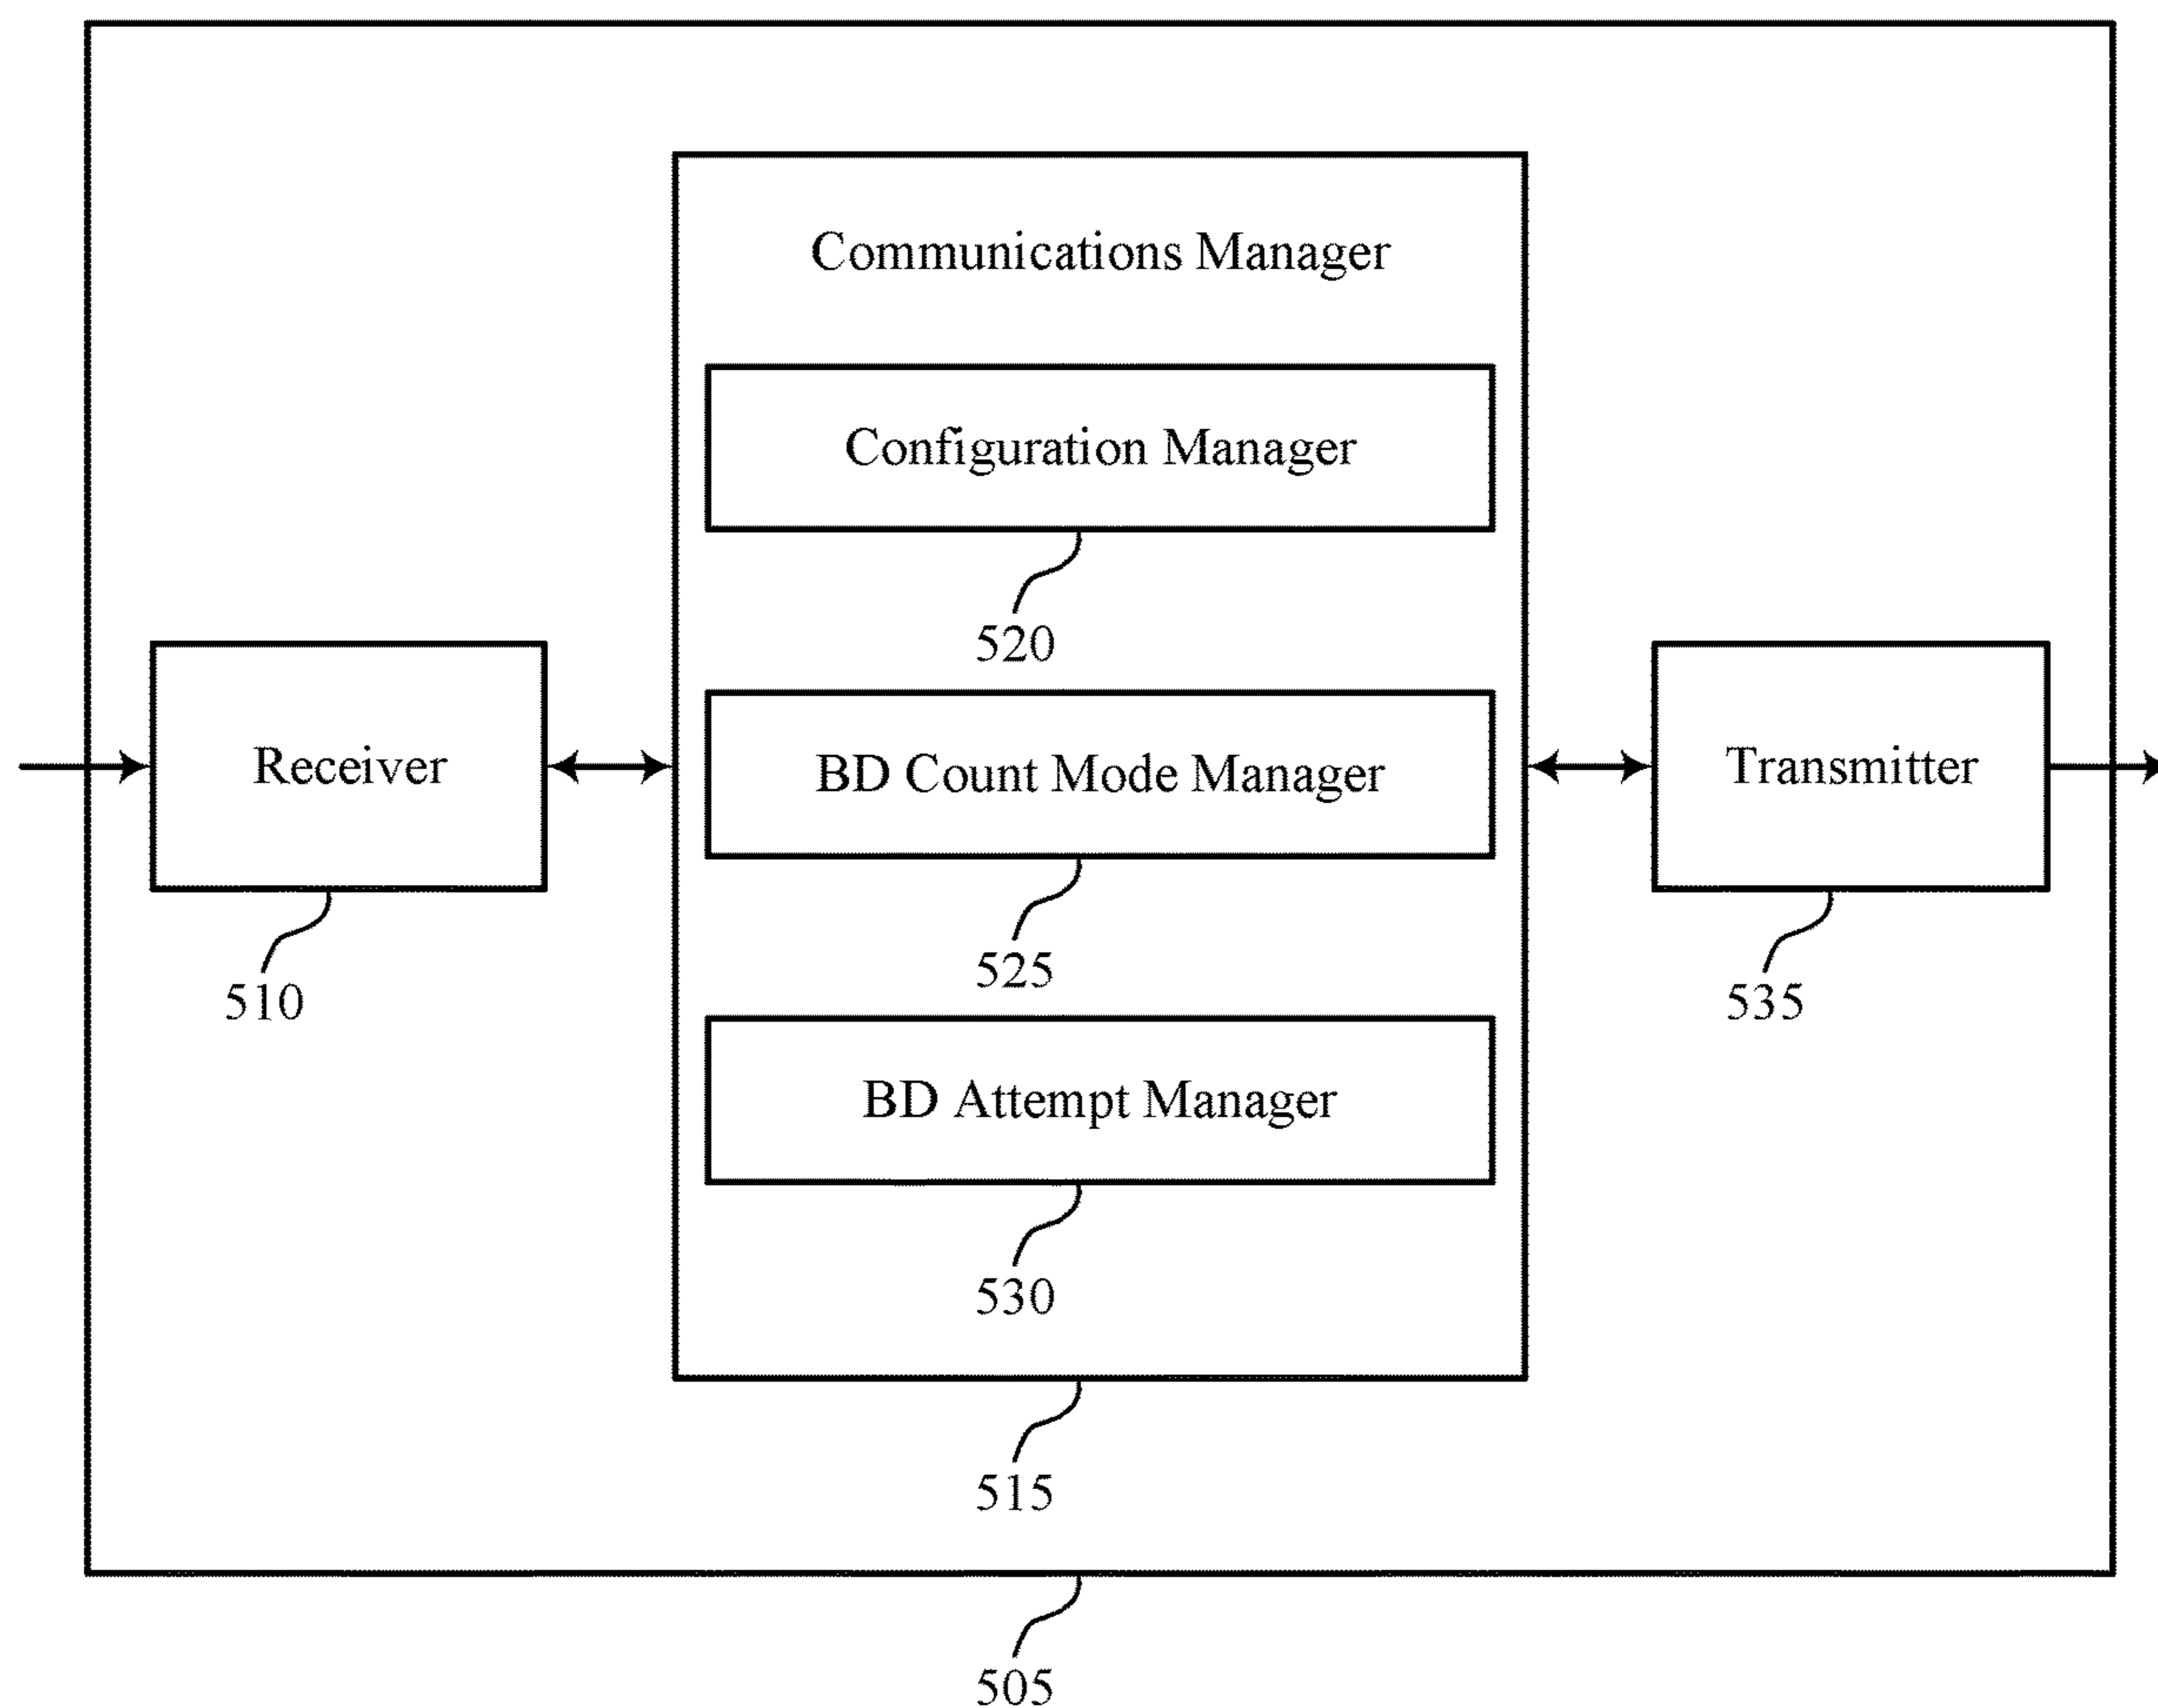 Communications Manager
Configuration Manager
520
Receiver
510
BD Count Mode Manager
525
Transmitter
535
BD Attempt Manager
530
515
505